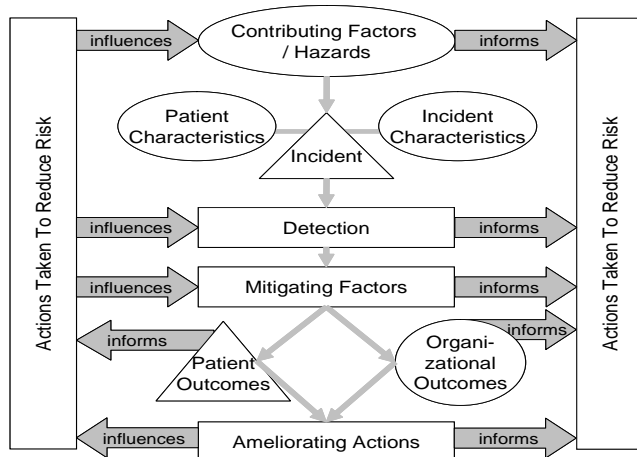 influences
Contributing Factors
/ Hazards
informs
Patient
Characteristics
Incident
Characteristics
Incident
influences
Detection
informs
influences
Mitigating Factors
informs
informs
Patient
Outcomes
Organi-
zational
Outcomes
informs
influences
Ameliorating Actions
informs
Actions Taken To Reduce Risk
Actions Taken To Reduce Risk